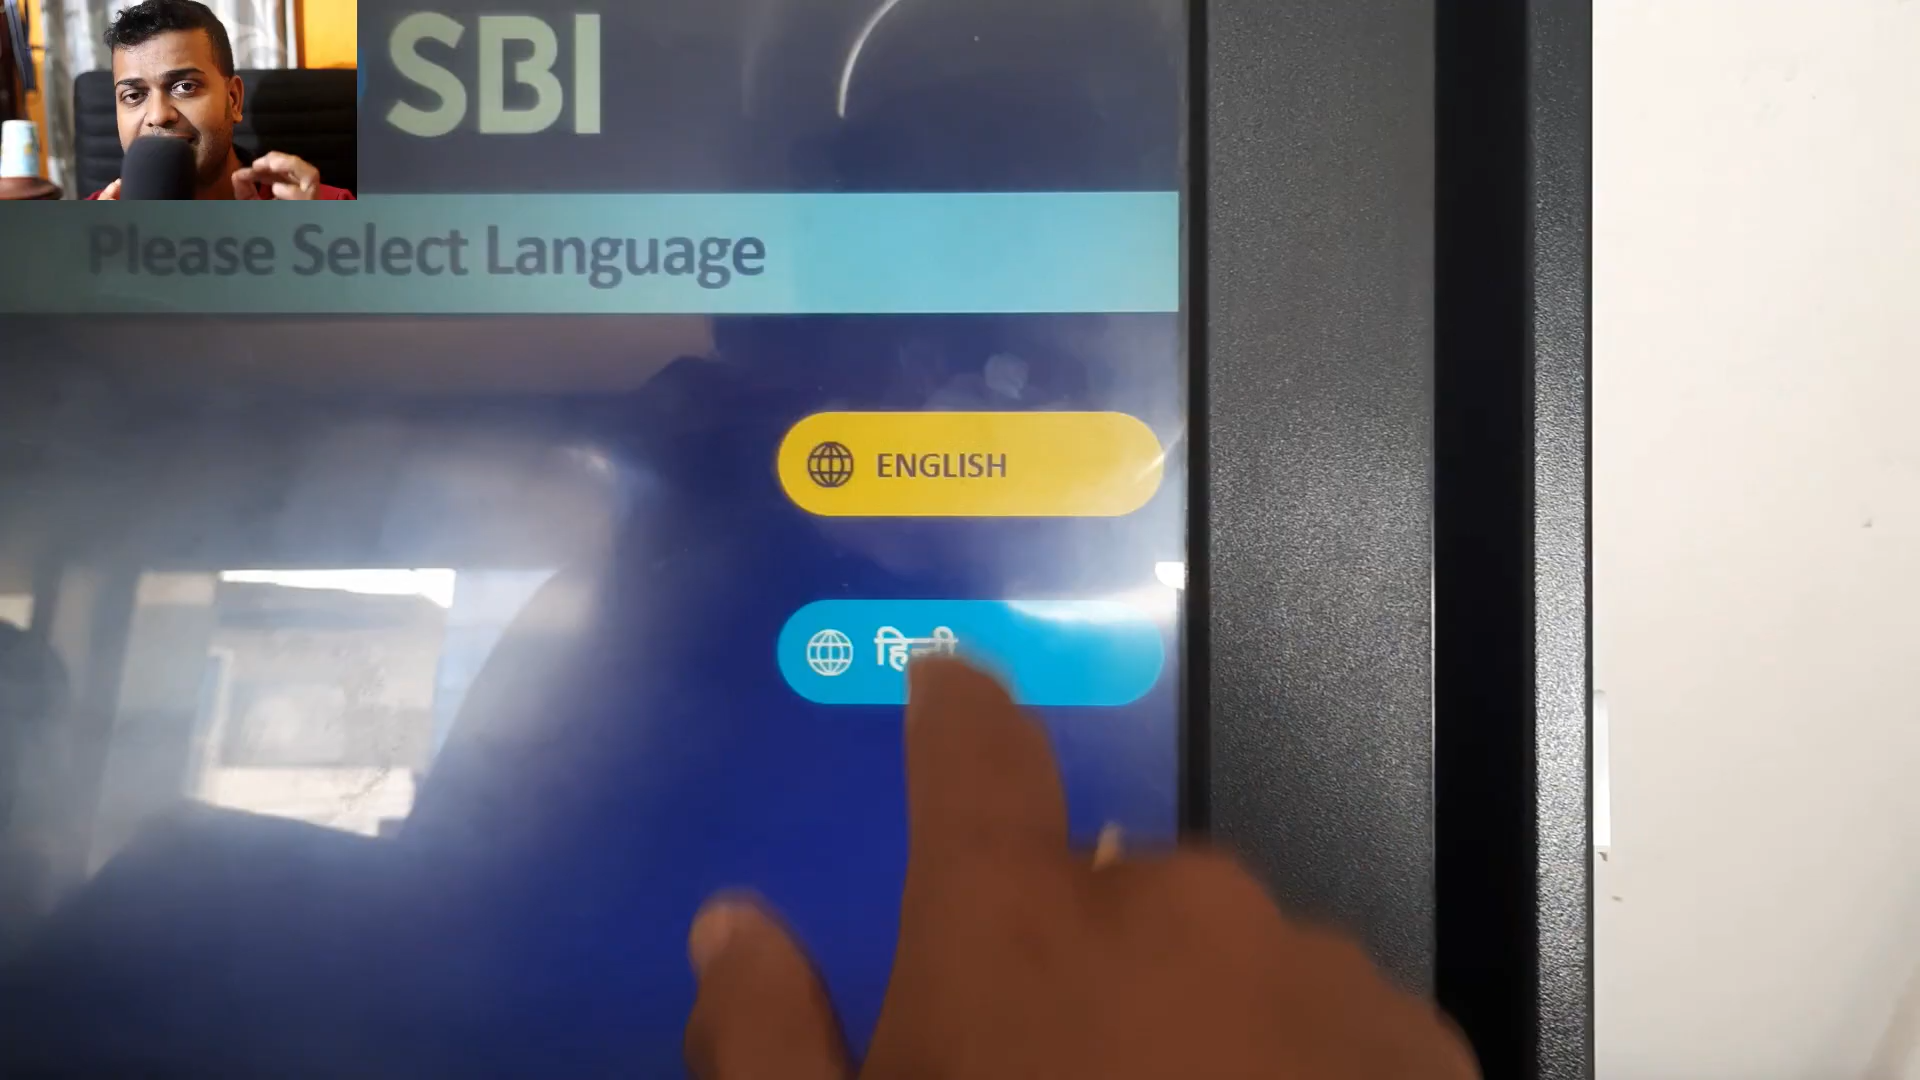 SBI
Please Select Language
ENGLISH
हिन्दी